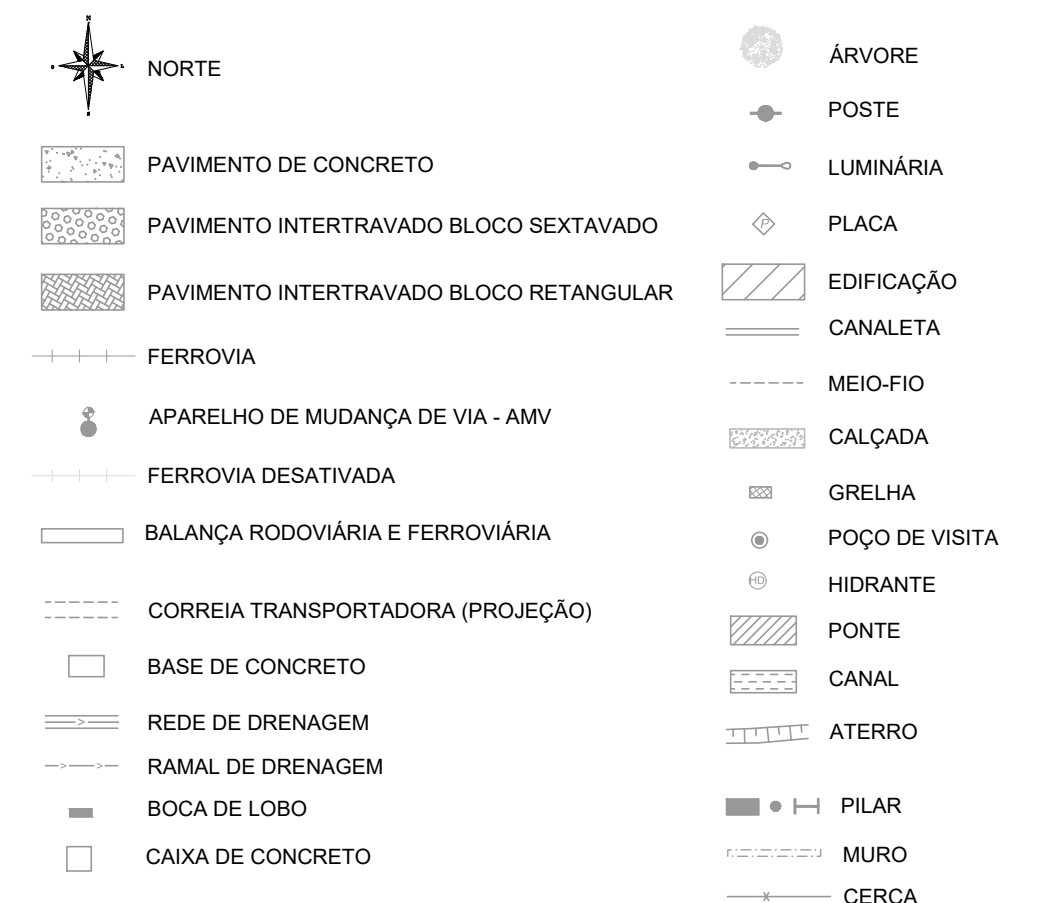 N
NORTE
PAVIMENTO DE CONCRETO
PAVIMENTO INTERTRAVADO BLOCO SEXTAVADO
PAVIMENTO INTERTRAVADO BLOCO RETANGULAR
FERROVIA
APARELHO DE MUDANÇA DE VIA - AMV
FERROVIA DESATIVADA
BALANÇA RODOVIÁRIA E FERROVIÁRIA
CORREIA TRANSPORTADORA (PROJEÇÃO)
BASE DE CONCRETO
REDE DE DRENAGEM
RAMAL DE DRENAGEM
BOCA DE LOBO
CAIXA DE CONCRETO
ÁRVORE
POSTE
LUMINÁRIA
P PLACA
EDIFICAÇÃO
CANALETA
MEIO-FIO
CALÇADA
GRELHA
POÇO DE VISITA
HD HIDRANTE
PONTE
CANAL
ATERRO
PILAR
MURO
CERCA